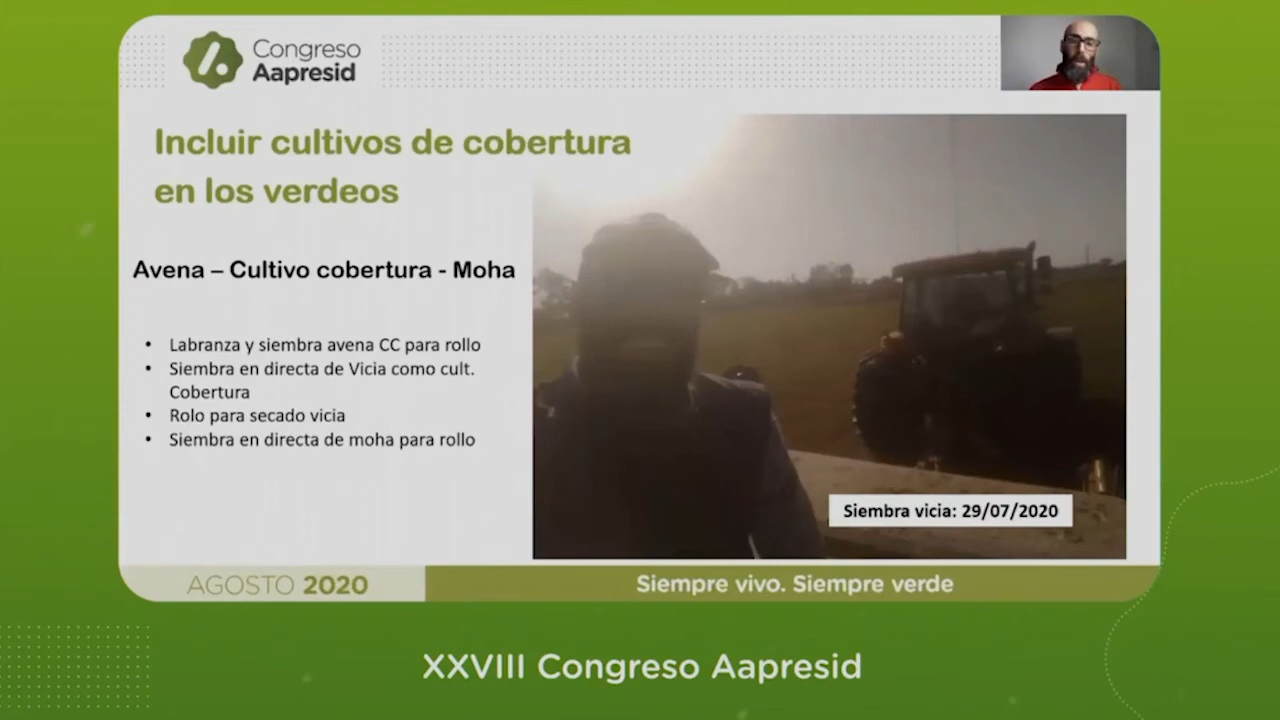 Congreso
Aapresid
Incluir cultivos de cobertura
en los verdeos
Avena – Cultivo cobertura - Moha
• Labranza y siembra avena CC para rollo
• Siembra en directa de Vicia como cult.
Cobertura
• Rolo para secado vicia
• Siembra en directa de moha para rollo
Siembra vicia: 29/07/2020
AGOSTO 2020
Siempre vivo. Siempre verde
XXVIII Congreso Aapresid